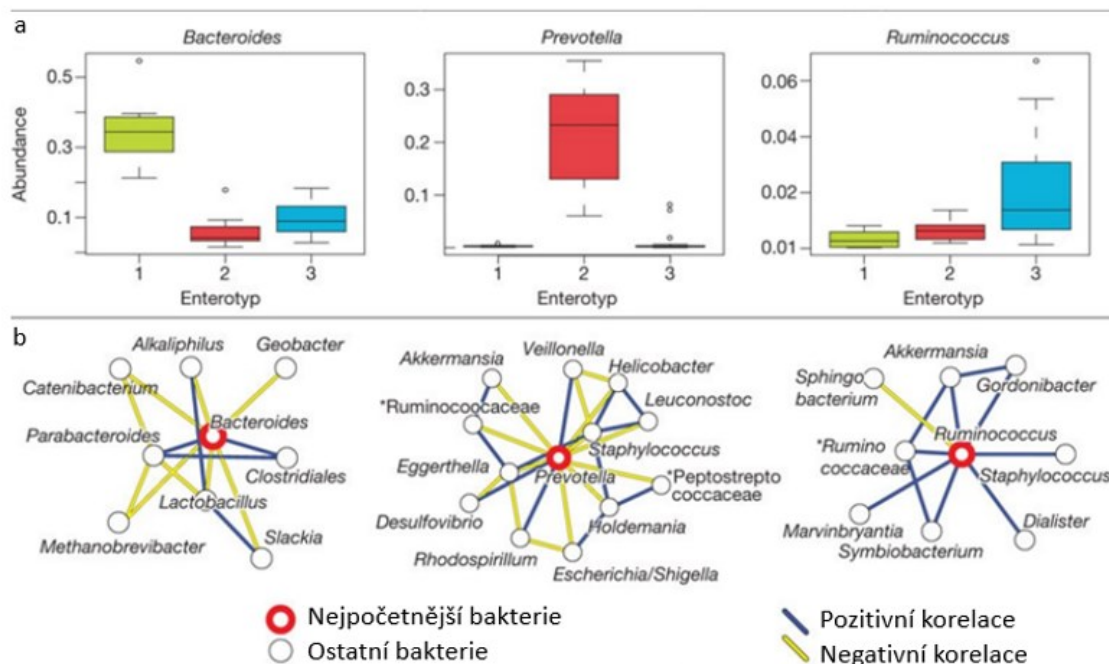 a
Bacteroides
Prevotella
Ruminococcus
Abundance
0.5
0.3
0.1
1 2 3
Enterotyp
0.3
0.2
0.1
1 2 3
Enterotyp
0.06
0.04
0.02
0.01
1 2 3
Enterotyp
b
Alkaliphilus
Geobacter
Catenibacterium
Bacteroides
Parabacteroides
Clostridiales
Lactobacillus
Methanobrevibacter
Slackia
Veillonella
Akkermansia
Helicobacter
*Ruminococcaceae
Leuconostoc
Staphylococcus
Eggerthella
Prevotella
*Peptostrepto
coccaceae
Desulfovibrio
Holdemania
Rhodospirillum
Escherichia/Shigella
Akkermansia
Sphingo
bacterium
Gordonibacter
Ruminococcus
*Rumino
coccaceae
Staphylococcus
Marvinbryantia
Dialister
Symbiobacterium
Nejpočetnější bakterie
Ostatní bakterie
Pozitivní korelace
Negativní korelace